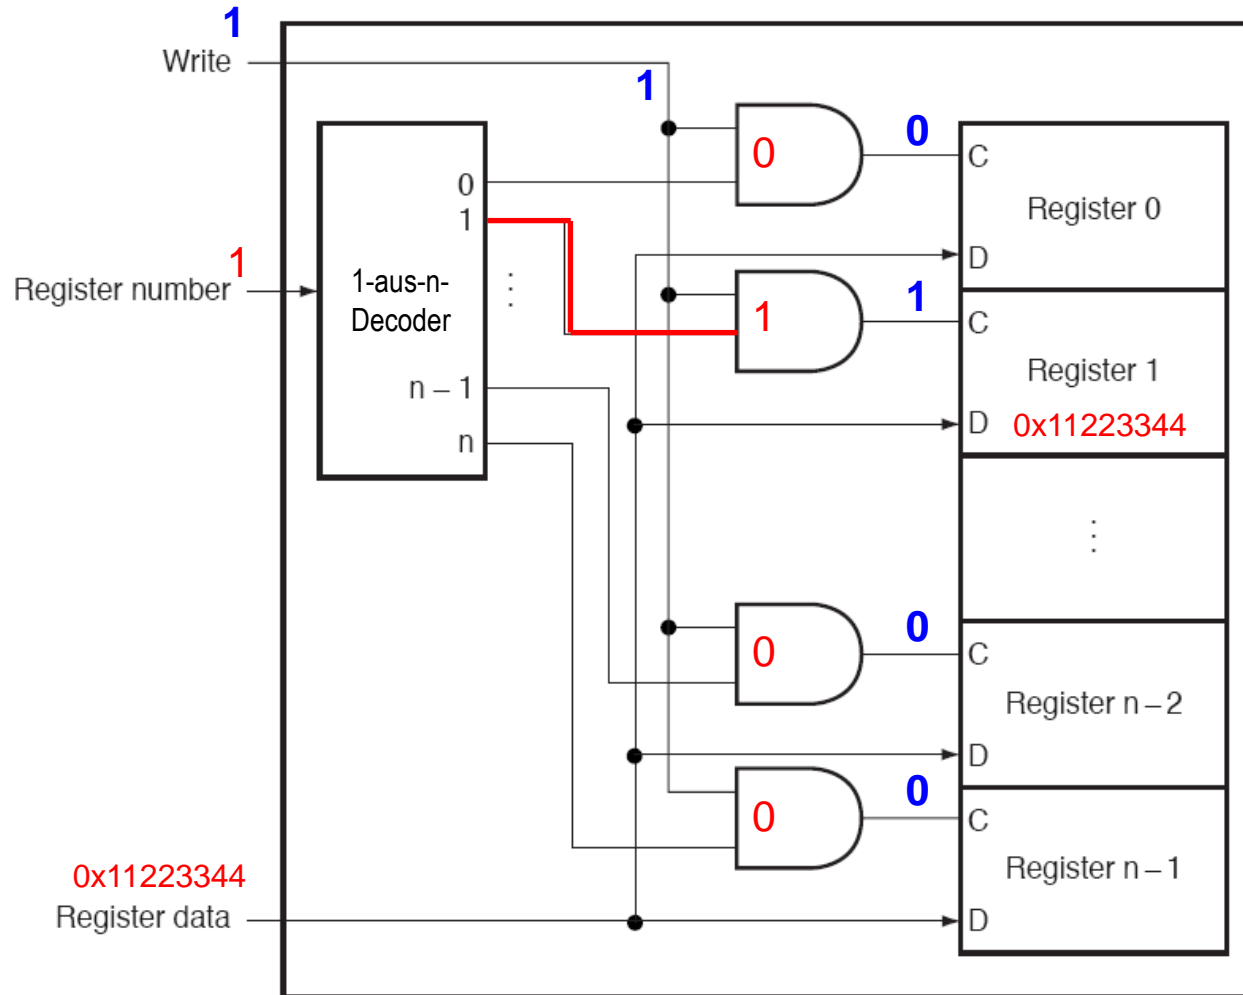 1
Write
1
0
0
C
0
1
Register 0
D
1
Register number
1-aus-n-
Decoder
⋮
1
1
C
Register 1
n – 1
D
0x11223344
n
⋮
0
0
C
Register n – 2
D
0
0
C
Register n – 1
0x11223344
Register data
D